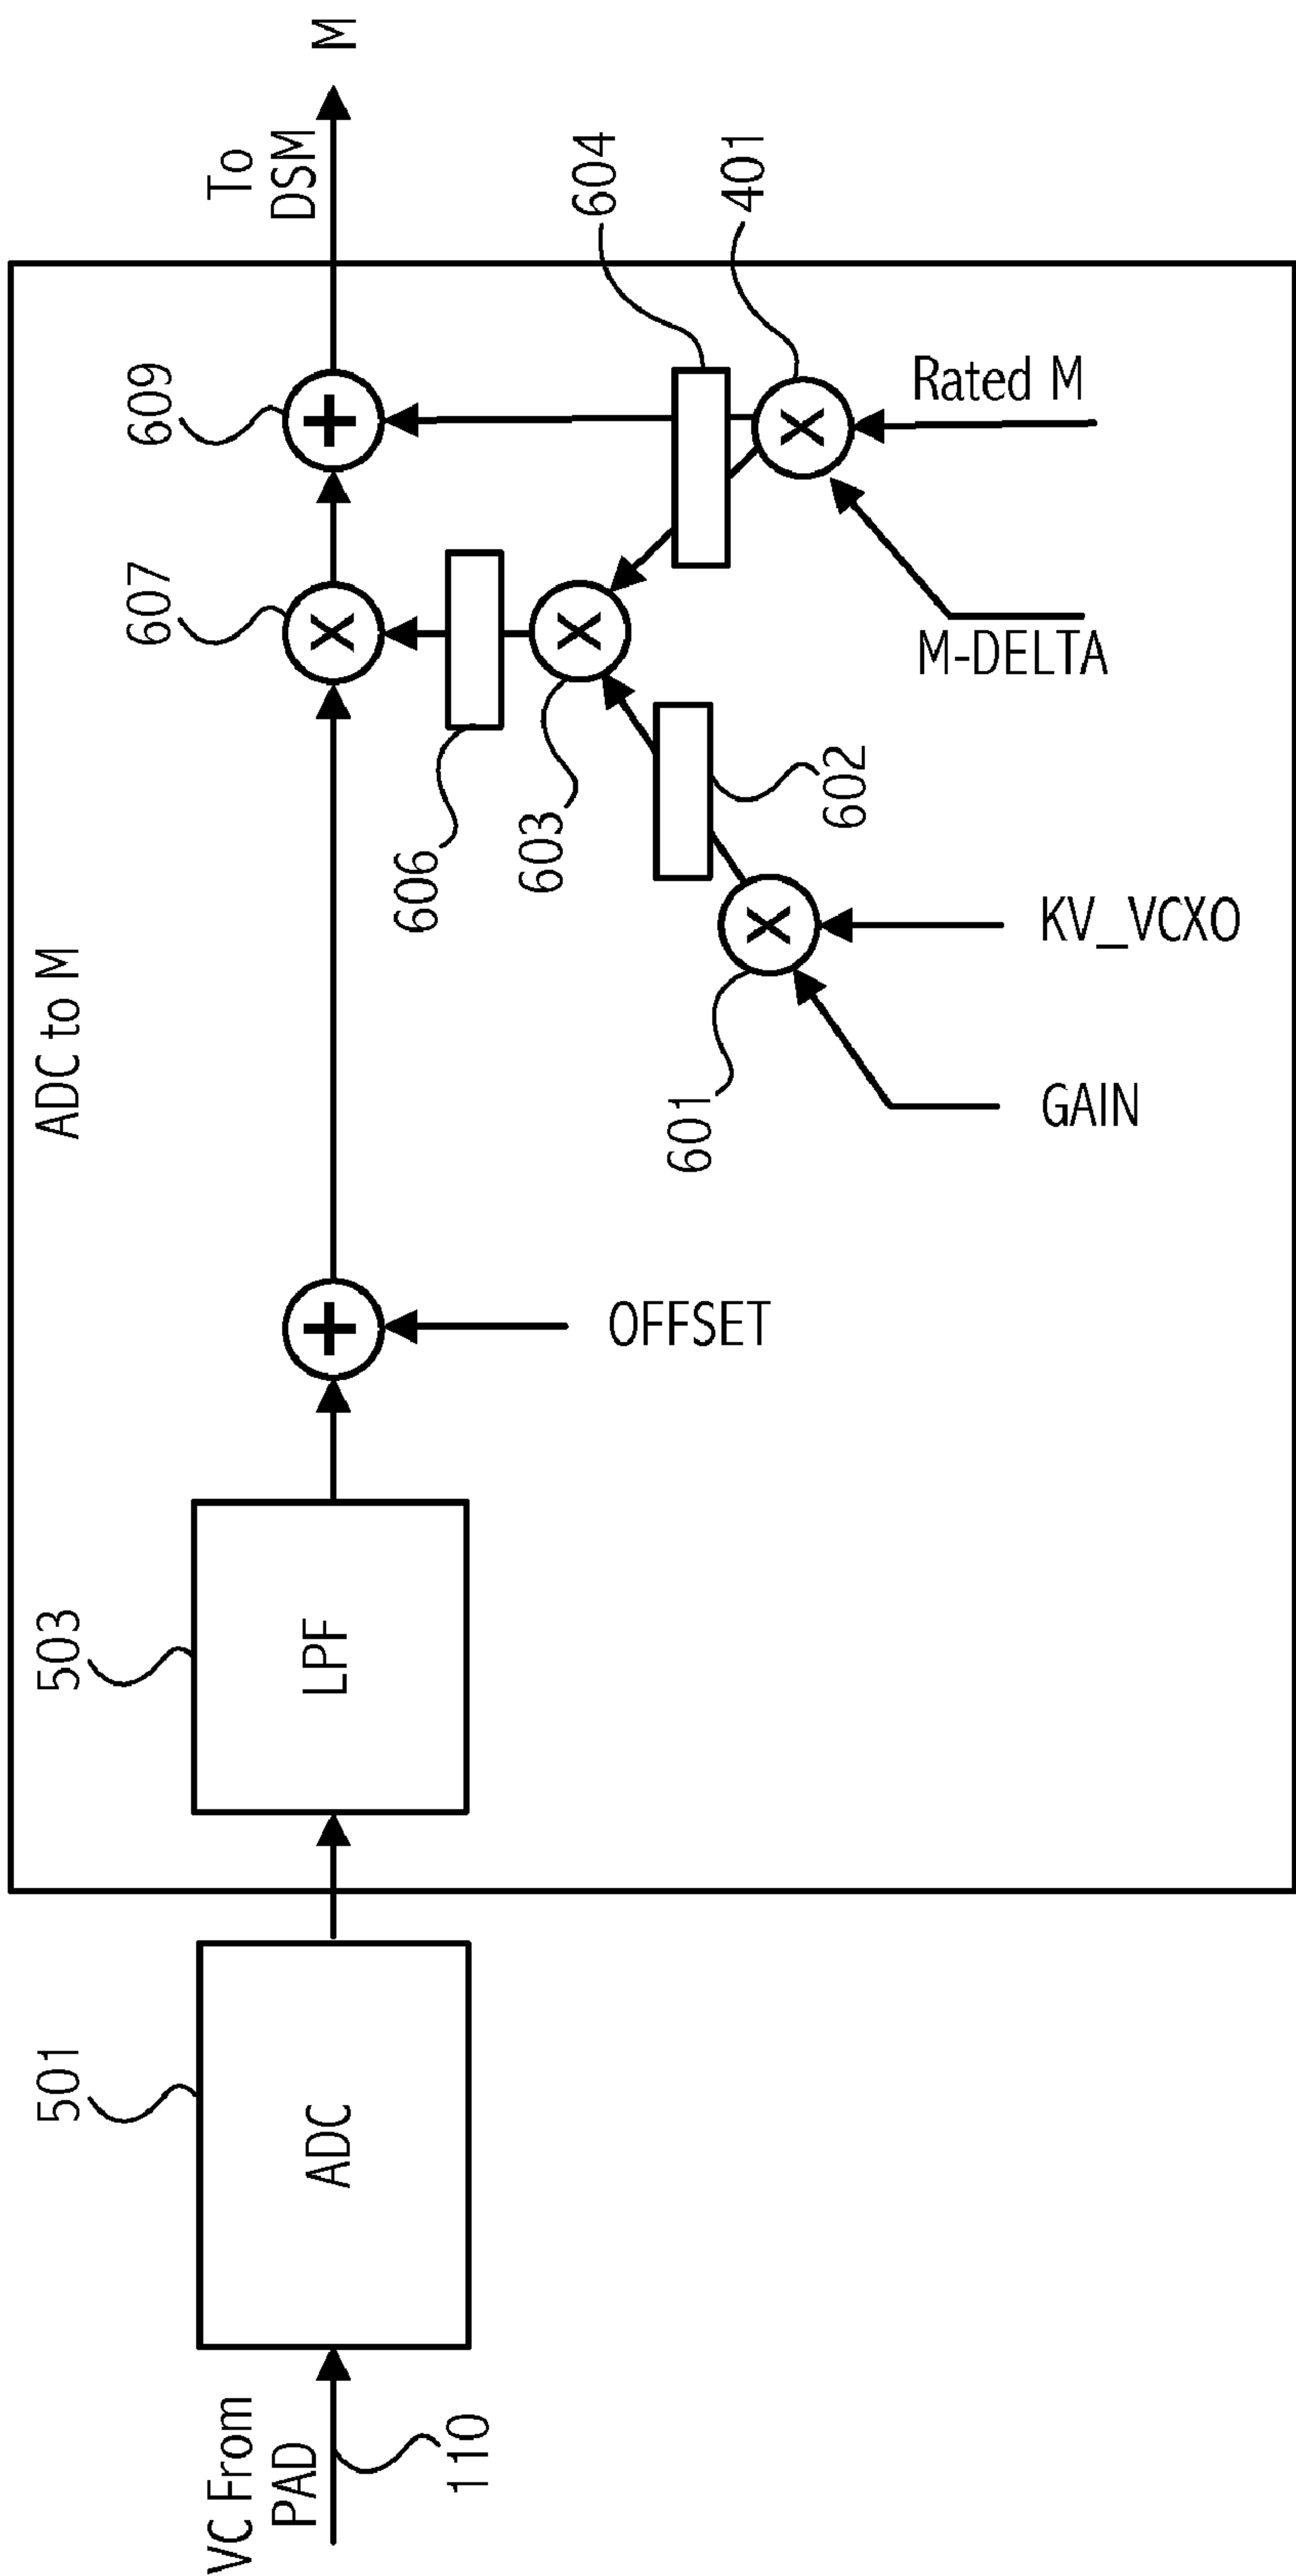 ADC to M
VC From
PAD
110
501
ADC
503
LPF
+
OFFSET
607
X
609
+
To
DSM
M
606
603
X
602
601
X
GAIN
KV_VCXO
604
401
X
M-DELTA
Rated M